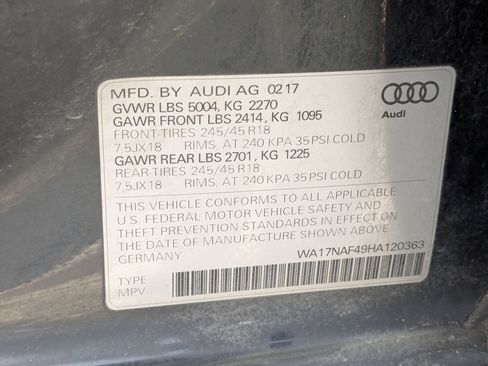 MFD. BY AUDI AG 02 17
GVWR LBS 5004, KG 2270
GAWR FRONT LBS 2414, KG 1095
FRONT-TIRES 245/45 R18
7,5JX18 RIMS, AT 240 KPA 35 PSI COLD
GAWR REAR LBS 2701, KG 1225
REAR-TIRES 245/45 R18
7,5JX18 RIMS, AT 240 KPA 35 PSI COLD
Audi
THIS VEHICLE CONFORMS TO ALL APPLICABLE
U.S. FEDERAL MOTOR VEHICLE SAFETY AND
THEFT PREVENTION STANDARDS IN EFFECT ON
THE DATE OF MANUFACTURE SHOWN ABOVE.
GERMANY WA17NAF49HA120363
TYPE:
MPV